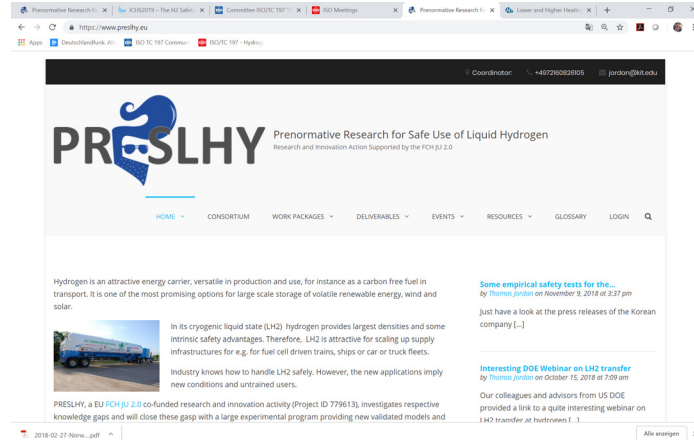 Prenormative Research fo
ICHS2019 – The H2 Safet
Committee ISO/TC 197 "H
ISO Meetings
Prenormative Research fo
Lower and Higher Heating
https://www.preslhy.eu
Apps
Deutschlandfunk, All
ISO TC 197 Commun
ISO/TC 197 - Hydrog
Coordinator:
+4972160826105
jordan@kit.edu
PRESLHY
Prenormative Research for Safe Use of Liquid Hydrogen
Research and Innovation Action Supported by the FCH JU 2.0
HOME
CONSORTIUM
WORK PACKAGES
DELIVERABLES
EVENTS
RESOURCES
GLOSSARY
LOGIN
Hydrogen is an attractive energy carrier, versatile in production and use, for instance as a carbon free fuel in
transport. It is one of the most promising options for large scale storage of volatile renewable energy, wind and
solar.
In its cryogenic liquid state (LH2) hydrogen provides largest densities and some
intrinsic safety advantages. Therefore, LH2 is attractive for scaling up supply
infrastructures for e.g. for fuel cell driven trains, ships or car or truck fleets.
Industry knows how to handle LH2 safely. However, the new applications imply
new conditions and untrained users.
PRESLHY, a EU FCH JU 2.0 co-funded research and innovation activity (Project ID 779613), investigates respective
knowledge gaps and will close these gasp with a large experimental program providing new validated models and
Some empirical safety tests for the...
by Thomas Jordan on November 9, 2018 at 3:37 pm
Just have a look at the press releases of the Korean
company [...]
Interesting DOE Webinar on LH2 transfer
by Thomas Jordan on October 15, 2018 at 7:09 am
Our colleagues and advisors from US DOE
provided a link to a quite interesting webinar on
LH2 transfer at hydrogen [...]
2018-02-27-None....pdf
Alle anzeigen